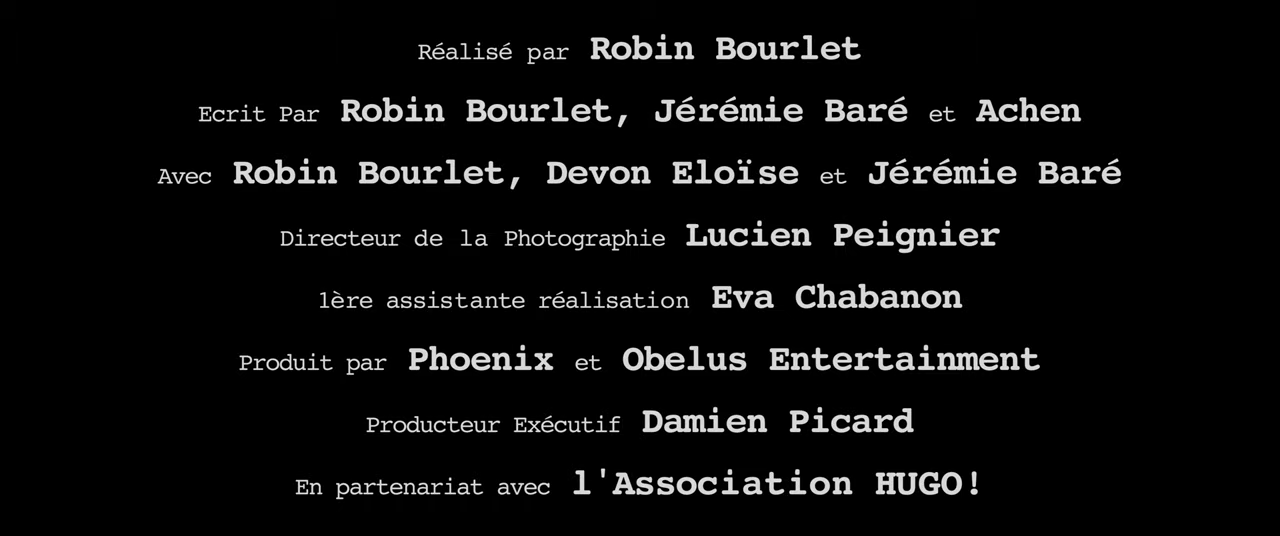 Réalisé par Robin Bourlet
Ecrit Par Robin Bourlet, Jérémie Baré et Achen
Avec Robin Bourlet, Devon Eloïse et Jérémie Baré
Directeur de la Photographie Lucien Peignier
1ère assistante réalisation Eva Chabanon
Produit par Phoenix et Obelus Entertainment
Producteur Exécutif Damien Picard
En partenariat avec l'Association HUGO!